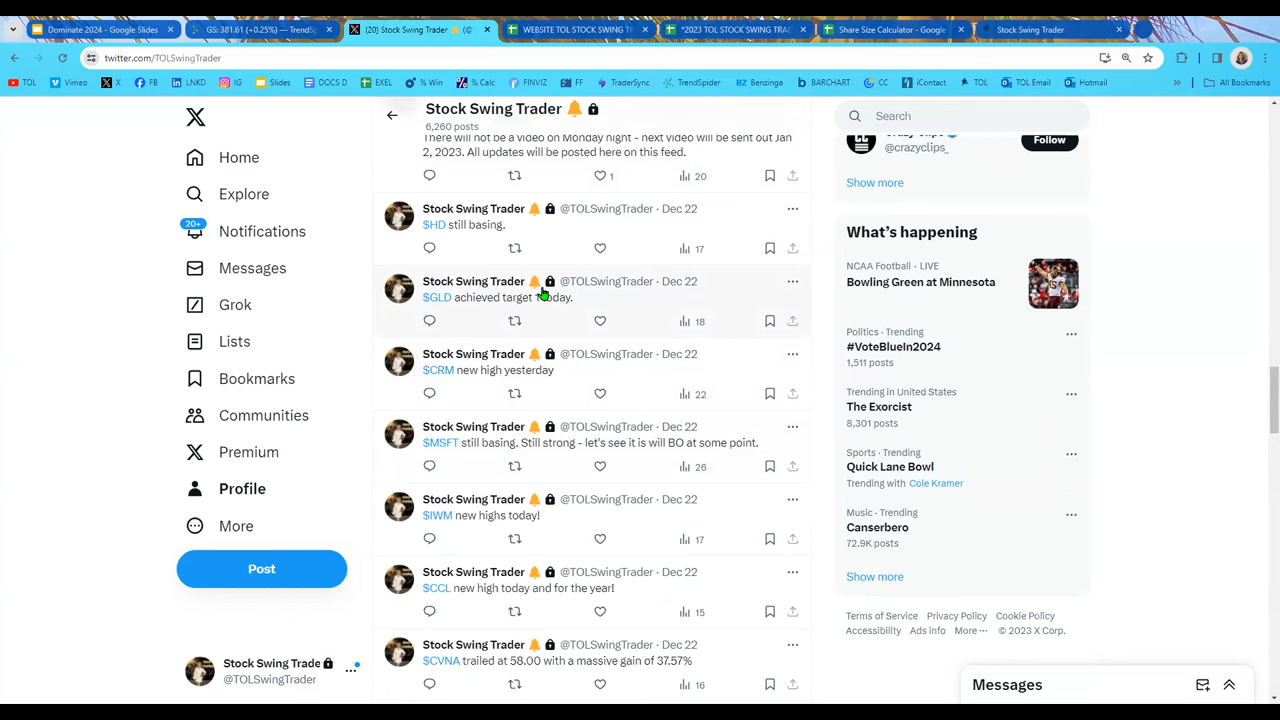 Dominate 2024 - Google Slides
GS: 381.61 (+0.25%) — TrendSp
(20) Stock Swing Trader
WEBSITE TOL STOCK SWING T
*2023 TOL STOCK SWING TRA
Share Size Calculator - Google
Stock Swing Trader
twitter.com/TOLSwingTrader
TOL
Vimeo
X
FB
LNKD
IG
Slides
DOCS D
EXEL
% Win
% Calc
FINVIZ
FF
TraderSync
TrendSpider
Benzinga
BARCHART
CC
iContact
TOL
TOL Email
Hotmail
All Bookmarks
Home
Explore
20+
Notifications
Messages
Grok
Lists
Bookmarks
Communities
Premium
Profile
More
Post
Stock Swing Trade
@TOLSwingTrader
Stock Swing Trader
6,260 posts
There will not be a video on Monday night - next video will be sent out Jan
2, 2023. All updates will be posted here on this feed.
1
20
Stock Swing Trader @TOLSwingTrader · Dec 22
$HD still basing.
17
Stock Swing Trader @TOLSwingTrader · Dec 22
$GLD achieved target day.
18
Stock Swing Trader @TOLSwingTrader · Dec 22
$CRM new high yesterday
22
Stock Swing Trader @TOLSwingTrader · Dec 22
$MSFT still basing. Still strong - let's see it is will BO at some point.
26
Stock Swing Trader @TOLSwingTrader · Dec 22
$IWM new highs today!
17
Stock Swing Trader @TOLSwingTrader · Dec 22
$CCL new high today and for the year!
15
Stock Swing Trader @TOLSwingTrader · Dec 22
$CVNA trailed at 58.00 with a massive gain of 37.57%
16
Search
@crazyclips_
Follow
Show more
What's happening
NCAA Football · LIVE
Bowling Green at Minnesota
Politics · Trending
#VoteBlueIn2024
1,511 posts
Trending in United States
The Exorcist
8,301 posts
Sports · Trending
Quick Lane Bowl
Trending with Cole Kramer
Music · Trending
Canserbero
72.9K posts
Show more
Terms of Service Privacy Policy Cookie Policy
Accessibility Ads info More ··· © 2023 X Corp.
Messages